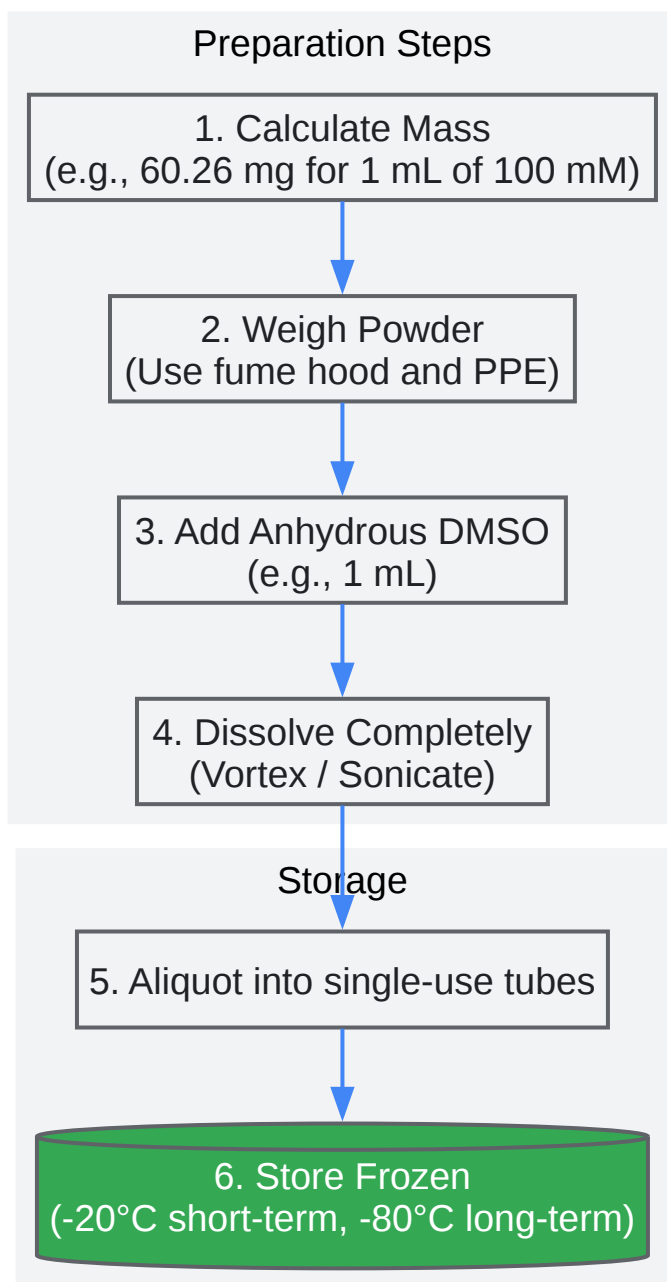 Preparation Steps
1. Calculate Mass
(e.g., 60.26 mg for 1 mL of 100 mM)
2. Weigh Powder
(Use fume hood and PPE)
3. Add Anhydrous DMSO
(e.g., 1 mL)
4. Dissolve Completely
(Vortex / Sonicate)
Storage
5. Aliquot into single-use tubes
6. Store Frozen
(-20°C short-term, -80°C long-term)